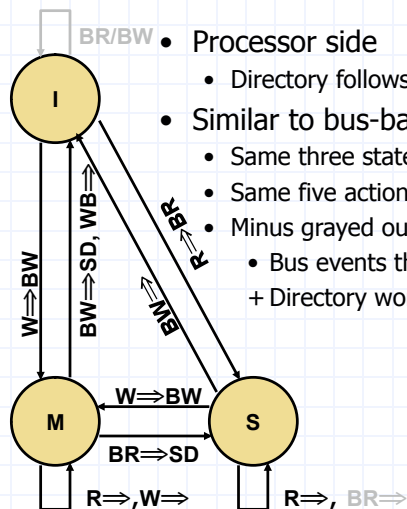 BR/BW
I
• Processor side
• Directory follows
• Similar to bus-ba
• Same three state
• Same five action
• Minus grayed ou
• Bus events th
+ Directory wo
W⇒BW
BW⇒SD, WB⇒
R⇒BR
BW⇒
W⇒BW
M
S
BR⇒SD
R⇒,W⇒
R⇒, BR⇒